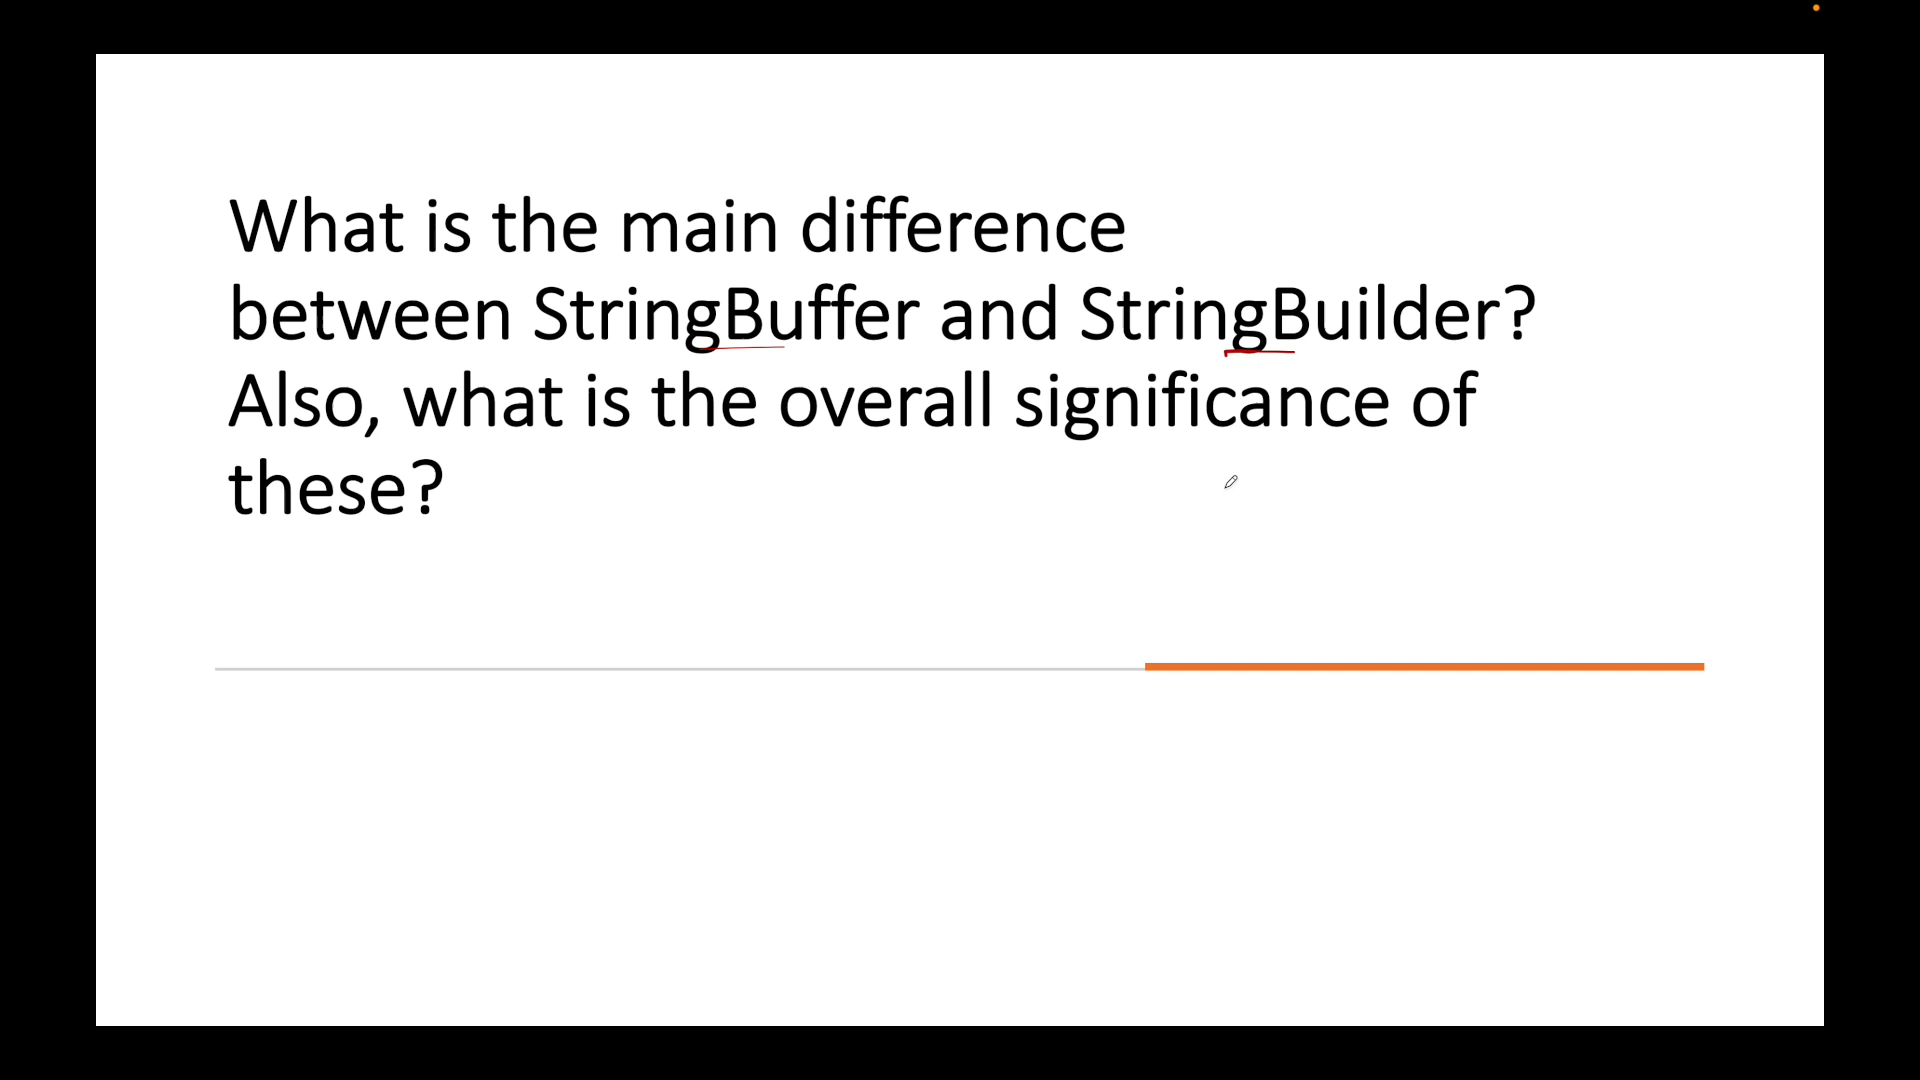 What is the main difference
between StringBuffer and StringBuilder?
Also, what is the overall significance of
these?